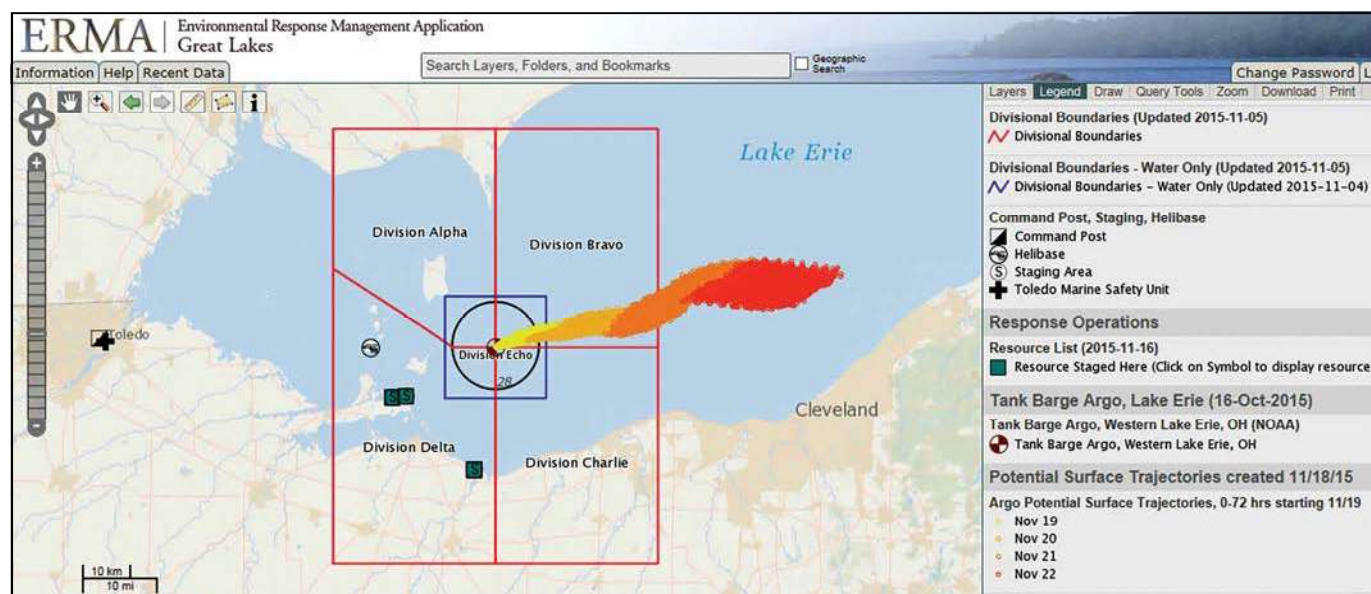 ERMA
Environmental Response Management Application
Great Lakes
Search Layers, Folders, and Bookmarks
Geographic
Search
Information Help Recent Data
Change Password
Layers Legend Draw Query Tools Zoom Download Print
Lake Erie
Division Alpha
Division Bravo
Toledo
Division Echo
28
Cleveland
Division Delta
Division Charlie
S
S
S
10 km
10 mi
Divisional Boundaries (Updated 2015-11-05)
Divisional Boundaries
Divisional Boundaries - Water Only (Updated 2015-11-05)
Divisional Boundaries - Water Only (Updated 2015-11-04)
Command Post, Staging, Helibase
Command Post
Helibase
S Staging Area
Toledo Marine Safety Unit
Response Operations
Resource List (2015-11-16)
Resource Staged Here (Click on Symbol to display resource
Tank Barge Argo, Lake Erie (16-Oct-2015)
Tank Barge Argo, Western Lake Erie, OH (NOAA)
Tank Barge Argo, Western Lake Erie, OH
Potential Surface Trajectories created 11/18/15
Argo Potential Surface Trajectories, 0-72 hrs starting 11/19
Nov 19
Nov 20
Nov 21
Nov 22